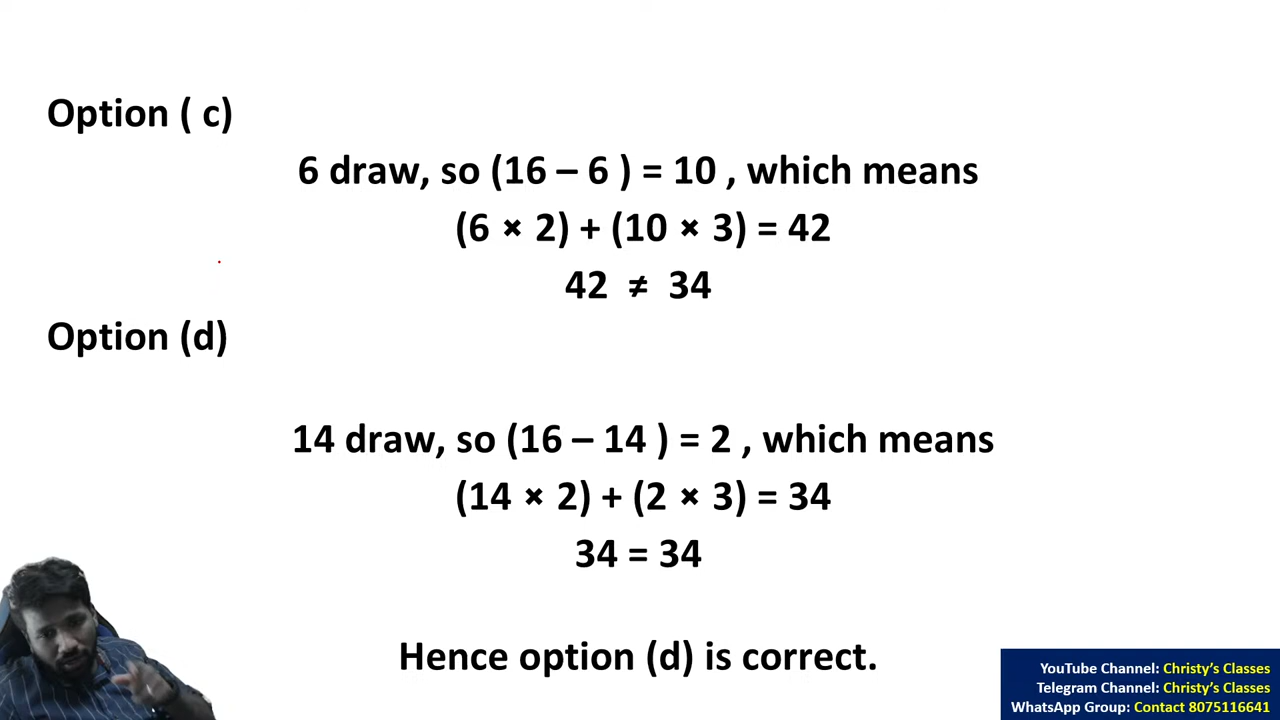 Option ( c)
6 draw, so (16 – 6 ) = 10 , which means
(6 × 2) + (10 × 3) = 42
42 ≠ 34
Option (d)
14 draw, so (16 – 14 ) = 2 , which means
(14 × 2) + (2 × 3) = 34
34 = 34
Hence option (d) is correct.
YouTube Channel: Christy’s Classes
Telegram Channel: Christy’s Classes
WhatsApp Group: Contact 8075116641